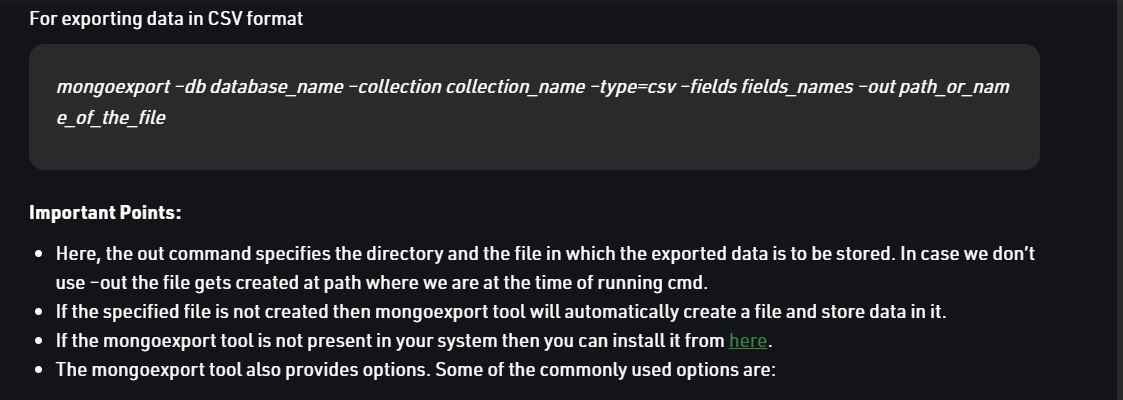 For exporting data in CSV format
mongoexport –db database_name –collection collection_name –type=csv –fields fields_names –out path_or_nam
e_of_the_file
Important Points:
• Here, the out command specifies the directory and the file in which the exported data is to be stored. In case we don’t
use –out the file gets created at path where we are at the time of running cmd.
• If the specified file is not created then mongoexport tool will automatically create a file and store data in it.
• If the mongoexport tool is not present in your system then you can install it from here.
• The mongoexport tool also provides options. Some of the commonly used options are: